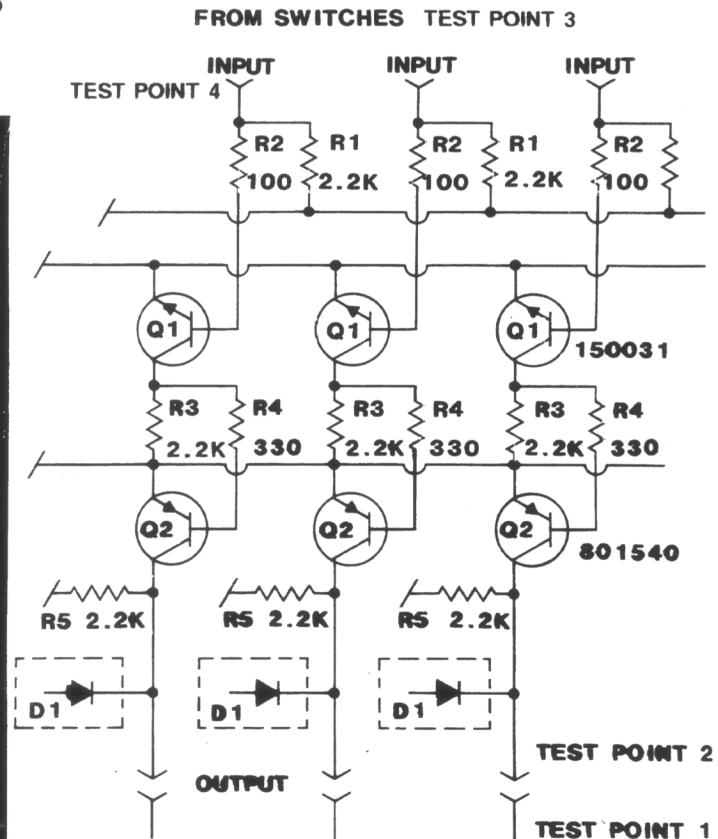 FROM SWITCHES TEST POINT 3
INPUT INPUT INPUT
TEST POINT 4
R2 R1 R2 R1 R2
100 2.2K 100 2.2K 100
Q1 Q1 Q1
150031
R3 R4 R3 R4 R3 R4
2.2K 330 2.2K 330 2.2K 330
Q2 Q2 Q2
801540
R5 2.2K R5 2.2K R5 2.2K
D1 D1 D1
TEST POINT 2
OUTPUT
TEST POINT 1